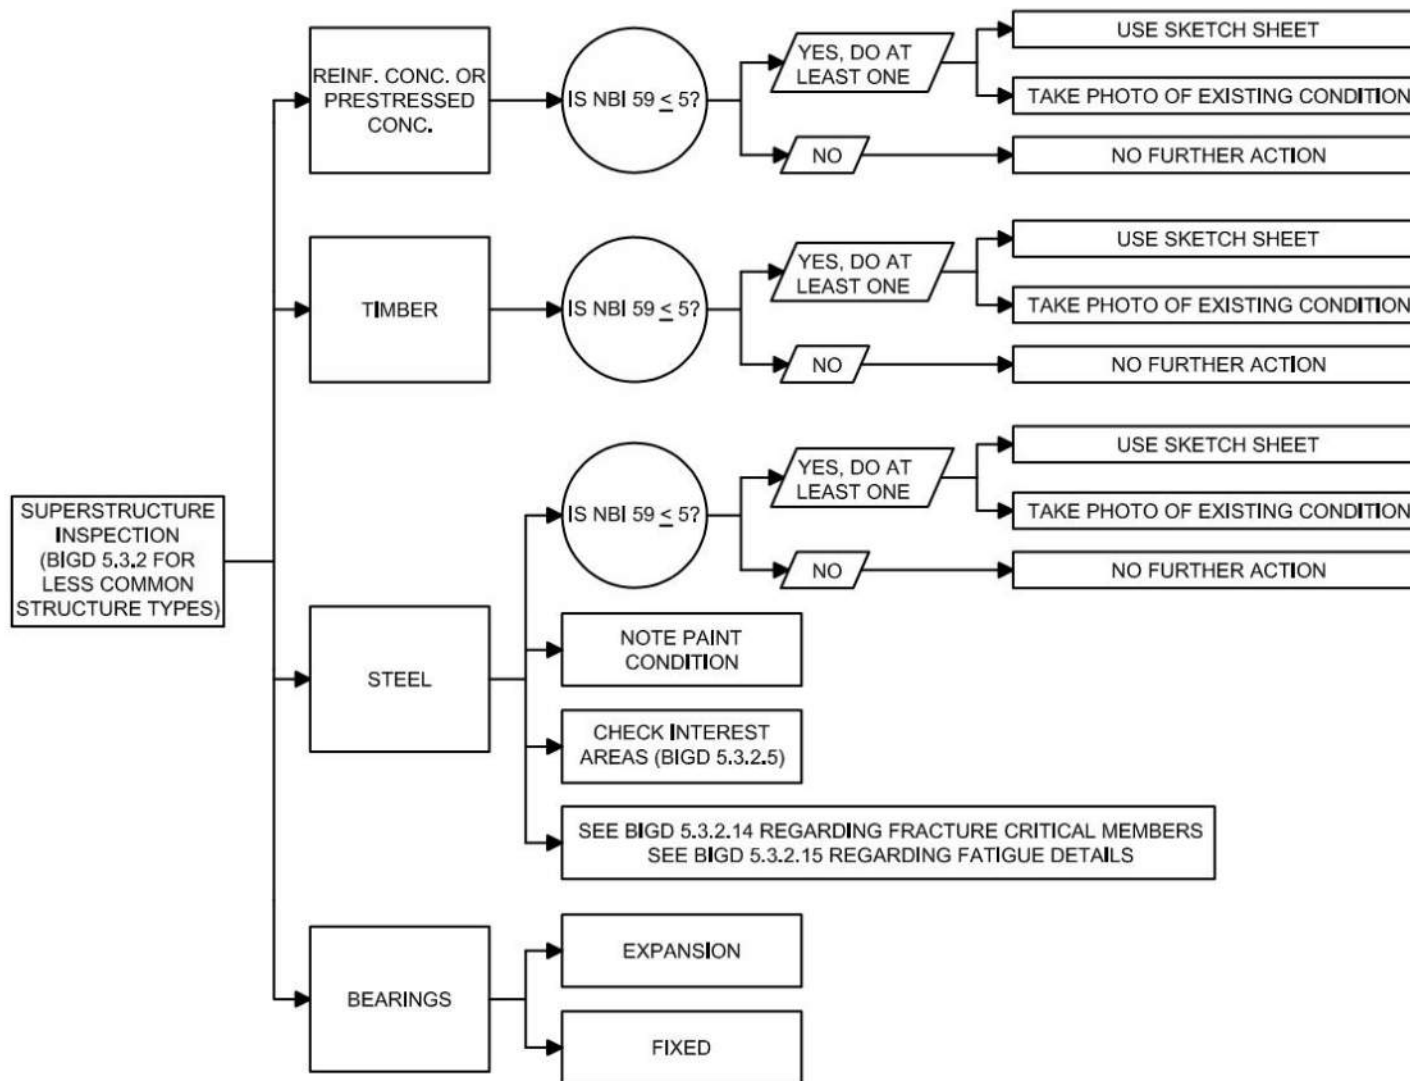 REINF. CONC. OR
PRESTRESSED
CONC.
IS NBI 59 ≤ 5?
YES, DO AT
LEAST ONE
USE SKETCH SHEET
TAKE PHOTO OF EXISTING CONDITION
NO
NO FURTHER ACTION
TIMBER
IS NBI 59 ≤ 5?
YES, DO AT
LEAST ONE
USE SKETCH SHEET
TAKE PHOTO OF EXISTING CONDITION
NO
NO FURTHER ACTION
SUPERSTRUCTURE
INSPECTION
(BIGD 5.3.2 FOR
LESS COMMON
STRUCTURE TYPES)
STEEL
IS NBI 59 ≤ 5?
YES, DO AT
LEAST ONE
USE SKETCH SHEET
TAKE PHOTO OF EXISTING CONDITION
NO
NO FURTHER ACTION
NOTE PAINT
CONDITION
CHECK INTEREST
AREAS (BIGD 5.3.2.5)
SEE BIGD 5.3.2.14 REGARDING FRACTURE CRITICAL MEMBERS
SEE BIGD 5.3.2.15 REGARDING FATIGUE DETAILS
BEARINGS
EXPANSION
FIXED